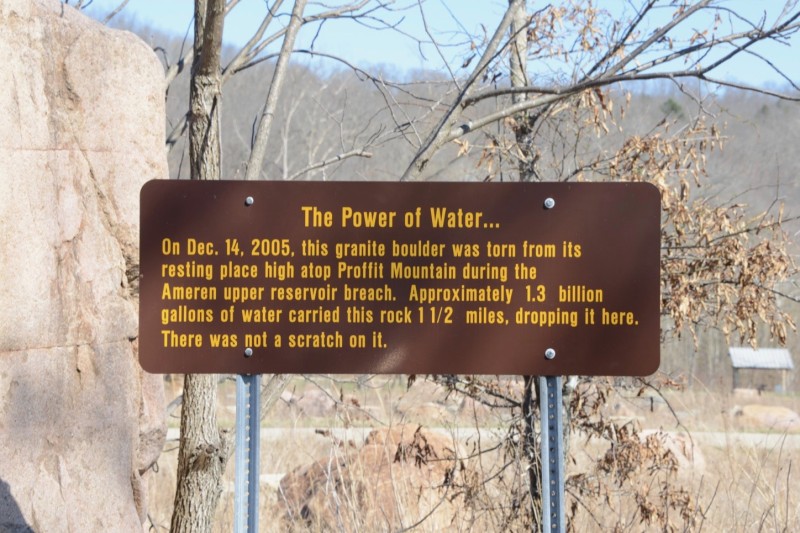 The Power of Water...
On Dec. 14, 2005, this granite boulder was torn from its
resting place high atop Proffit Mountain during the
Ameren upper reservoir breach. Approximately 1.3 billion
gallons of water carried this rock 1 1/2 miles, dropping it here.
There was not a scratch on it.